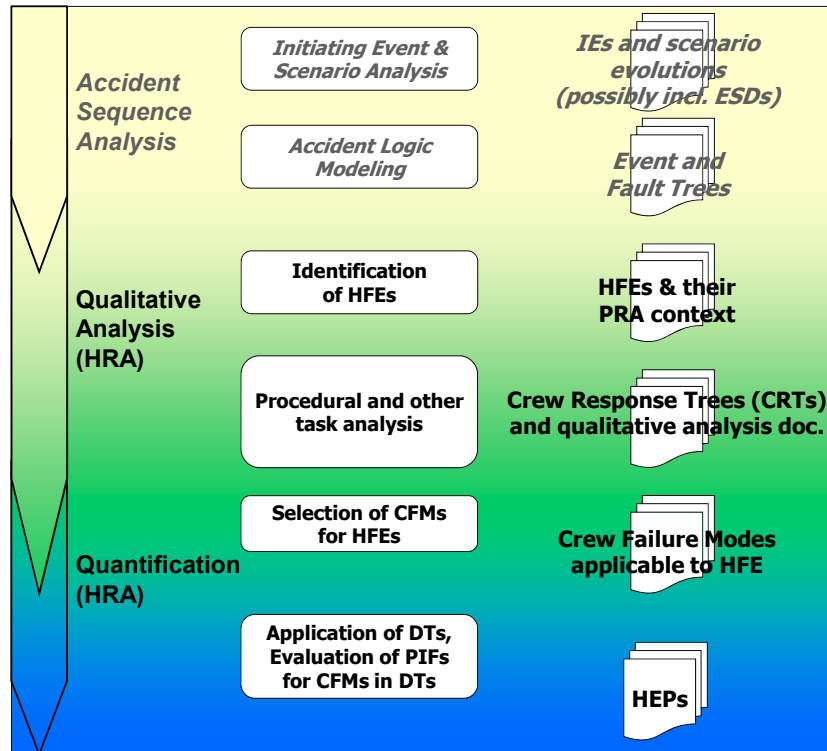 Accident
Sequence
Analysis
Initiating Event &
Scenario Analysis
IEs and scenario
evolutions
(possibly incl. ESDs)
Accident Logic
Modeling
Event and
Fault Trees
Qualitative
Analysis
(HRA)
Identification
of HFEs
HFEs & their
PRA context
Procedural and other
task analysis
Crew Response Trees (CRTs)
and qualitative analysis doc.
Quantification
(HRA)
Selection of CFMs
for HFEs
Crew Failure Modes
applicable to HFE
Application of DTs,
Evaluation of PIFs
for CFMs in DTs
HEPs